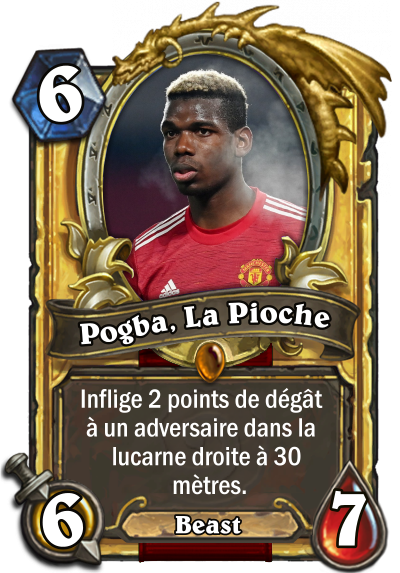 6
Pogba, La Pioche
Inflige 2 points de dégât
à un adversaire dans la
lucarne droite à 30
mètres.
6
Beast
7